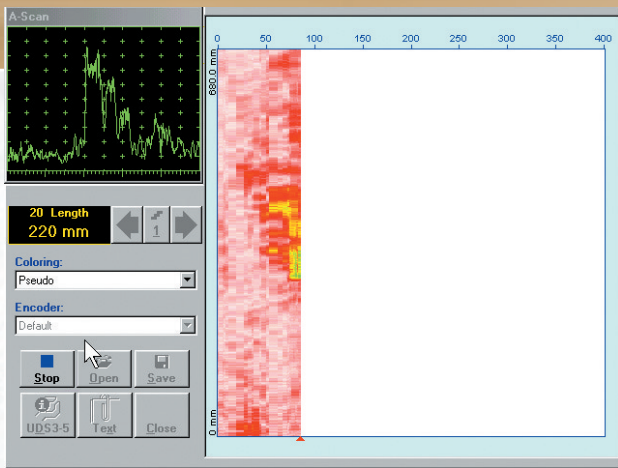 A-Scan
0 50 100 150 200 250 300 350 400
680.0 mm
20 Length
220 mm
1
Coloring:
Pseudo
Encoder:
Default
Stop Open Save
UDS3-5 Text Close
0 mm